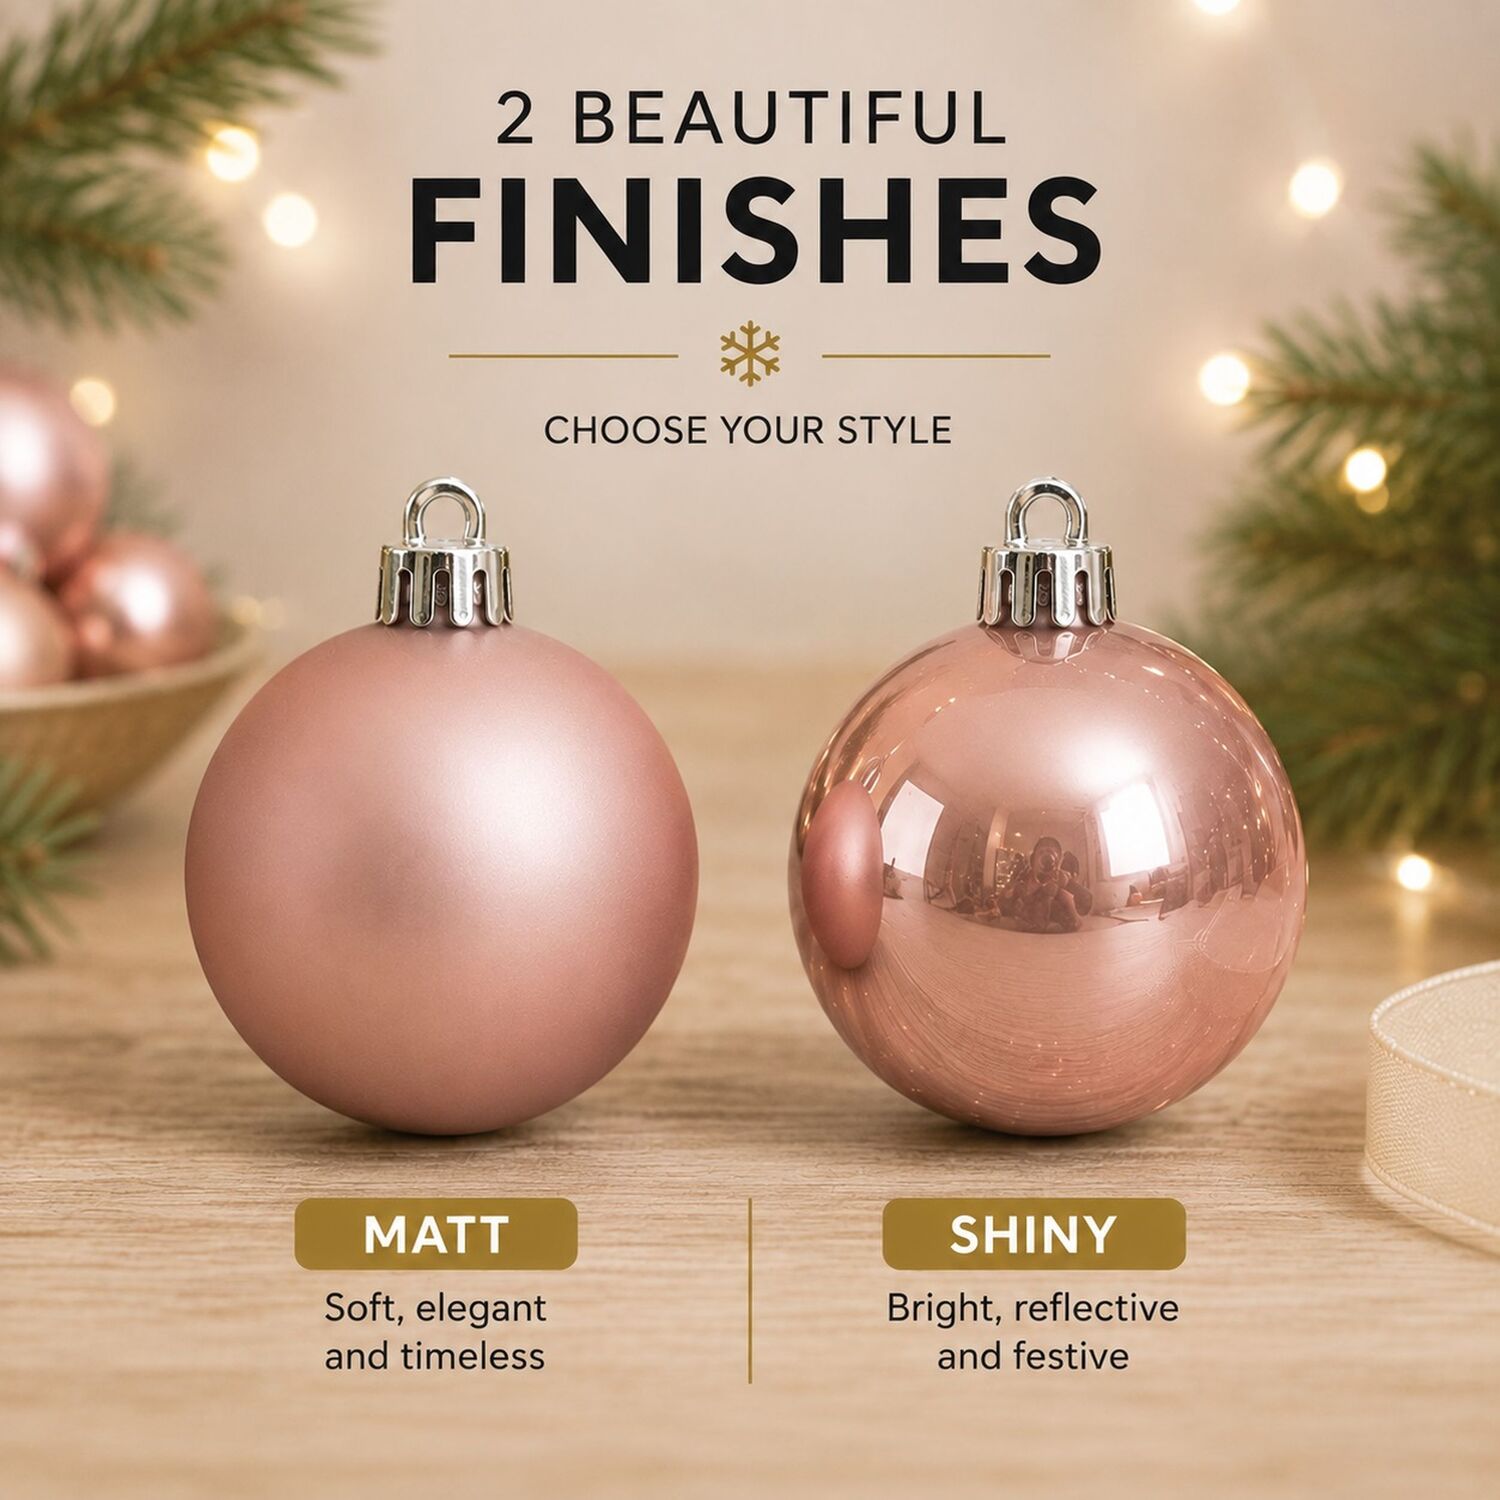 2 BEAUTIFUL
FINISHES
CHOOSE YOUR STYLE
MATT
Soft, elegant
and timeless
SHINY
Bright, reflective
and festive